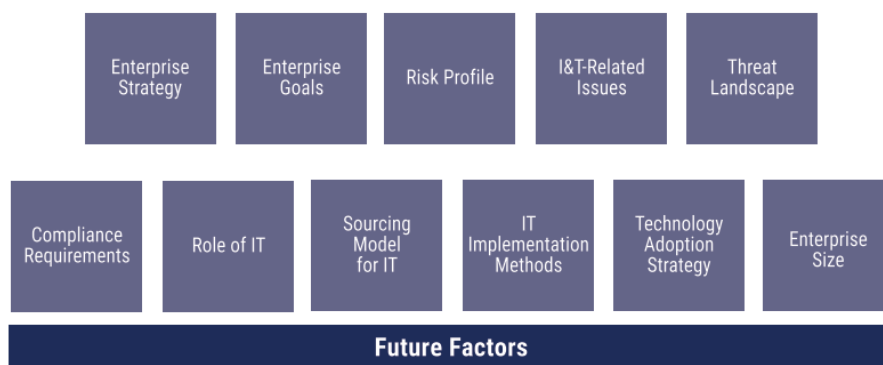 Enterprise
Strategy
Enterprise
Goals
Risk Profile
I&T-Related
Issues
Threat
Landscape
Compliance
Requirements
Role of IT
Sourcing
Model
for IT
IT
Implementation
Methods
Technology
Adoption
Strategy
Enterprise
Size
Future Factors